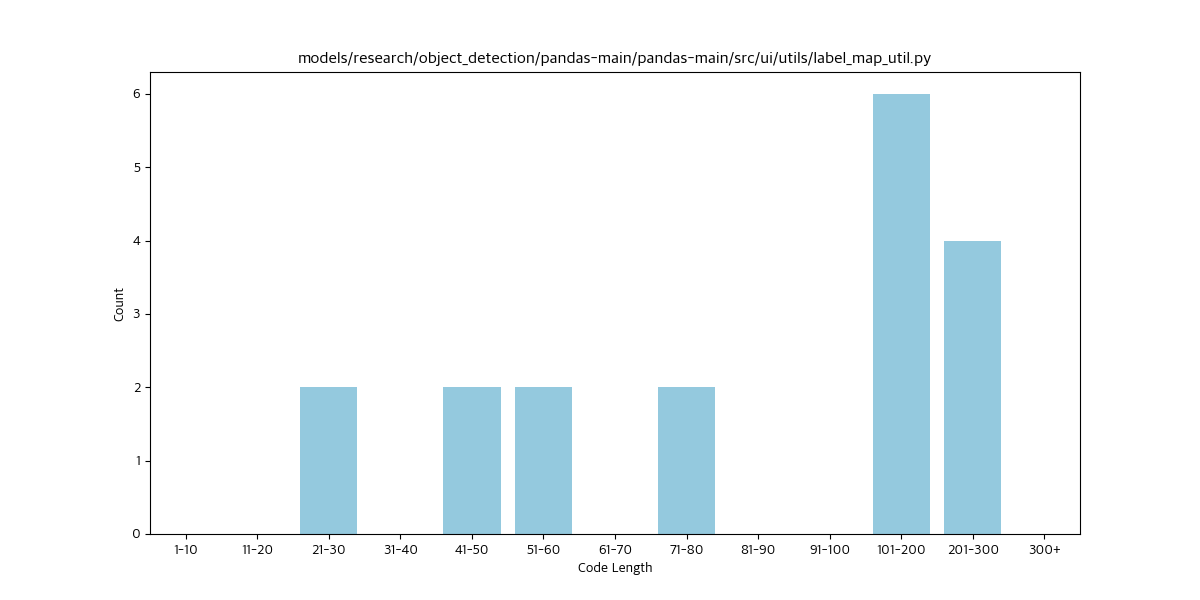 models/research/object_detection/pandas-main/pandas-main/src/ui/utils/label_map_util.py
6
5
4
3
2
1
0
Count
1-10 11-20 21-30 31-40 41-50 51-60 61-70 71-80 81-90 91-100 101-200 201-300 300+
Code Length